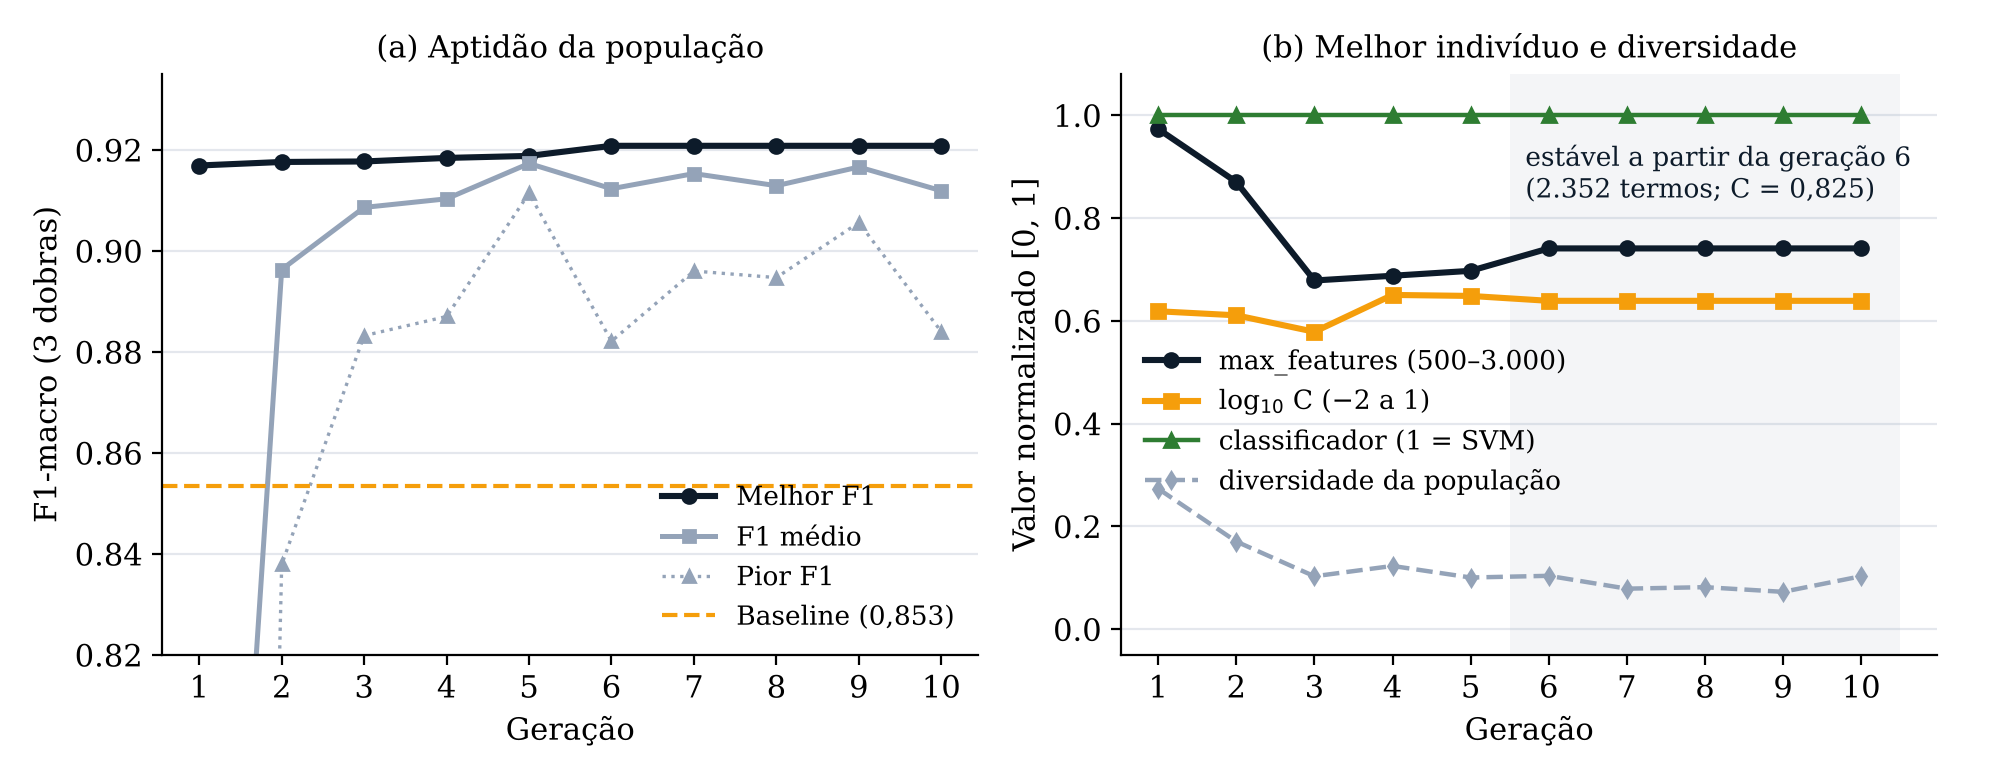 (a) Aptidão da população
F1-macro (3 dobras)
0.92
0.90
0.88
0.86
0.84
0.82
Melhor F1
F1 médio
Pior F1
Baseline (0,853)
1 2 3 4 5 6 7 8 9 10
Geração
(b) Melhor indivíduo e diversidade
Valor normalizado [0, 1]
1.0
0.8
0.6
0.4
0.2
0.0
estável a partir da geração 6
(2.352 termos; C = 0,825)
max_features (500–3.000)
log₁₀ C (−2 a 1)
classificador (1 = SVM)
diversidade da população
1 2 3 4 5 6 7 8 9 10
Geração